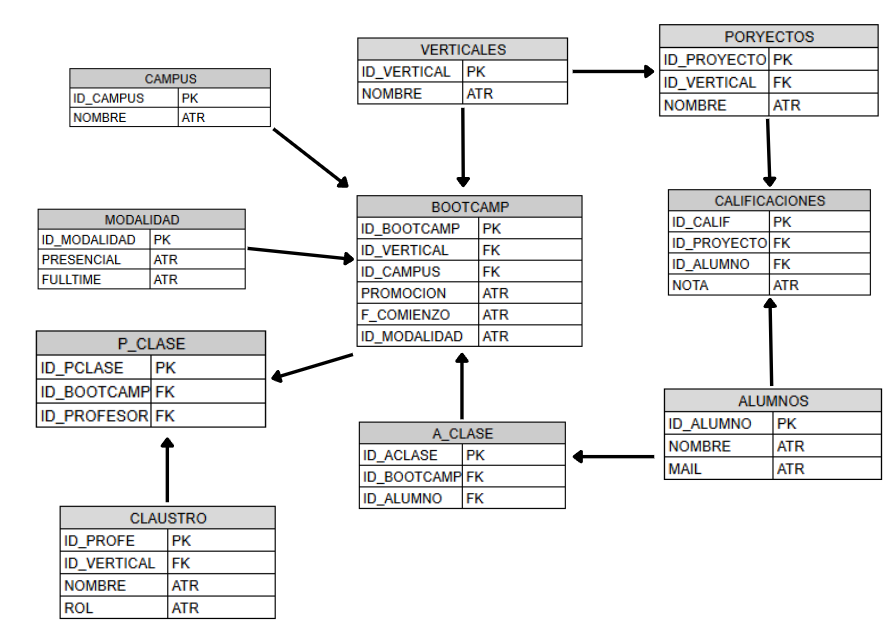 CAMPUS
ID_CAMPUS PK
NOMBRE ATR
VERTICALES
ID_VERTICAL PK
NOMBRE ATR
PORYECTOS
ID_PROYECTO PK
ID_VERTICAL FK
NOMBRE ATR
MODALIDAD
ID_MODALIDAD PK
PRESENCIAL ATR
FULLTIME ATR
BOOTCAMP
ID_BOOTCAMP PK
ID_VERTICAL FK
ID_CAMPUS FK
PROMOCION ATR
F_COMIENZO ATR
ID_MODALIDAD ATR
CALIFICACIONES
ID_CALIF PK
ID_PROYECTO FK
ID_ALUMNO FK
NOTA ATR
P_CLASE
ID_PCLASE PK
ID_BOOTCAMP FK
ID_PROFESOR FK
A_CLASE
ID_ACLASE PK
ID_BOOTCAMP FK
ID_ALUMNO FK
ALUMNOS
ID_ALUMNO PK
NOMBRE ATR
MAIL ATR
CLAUSTRO
ID_PROFE PK
ID_VERTICAL FK
NOMBRE ATR
ROL ATR